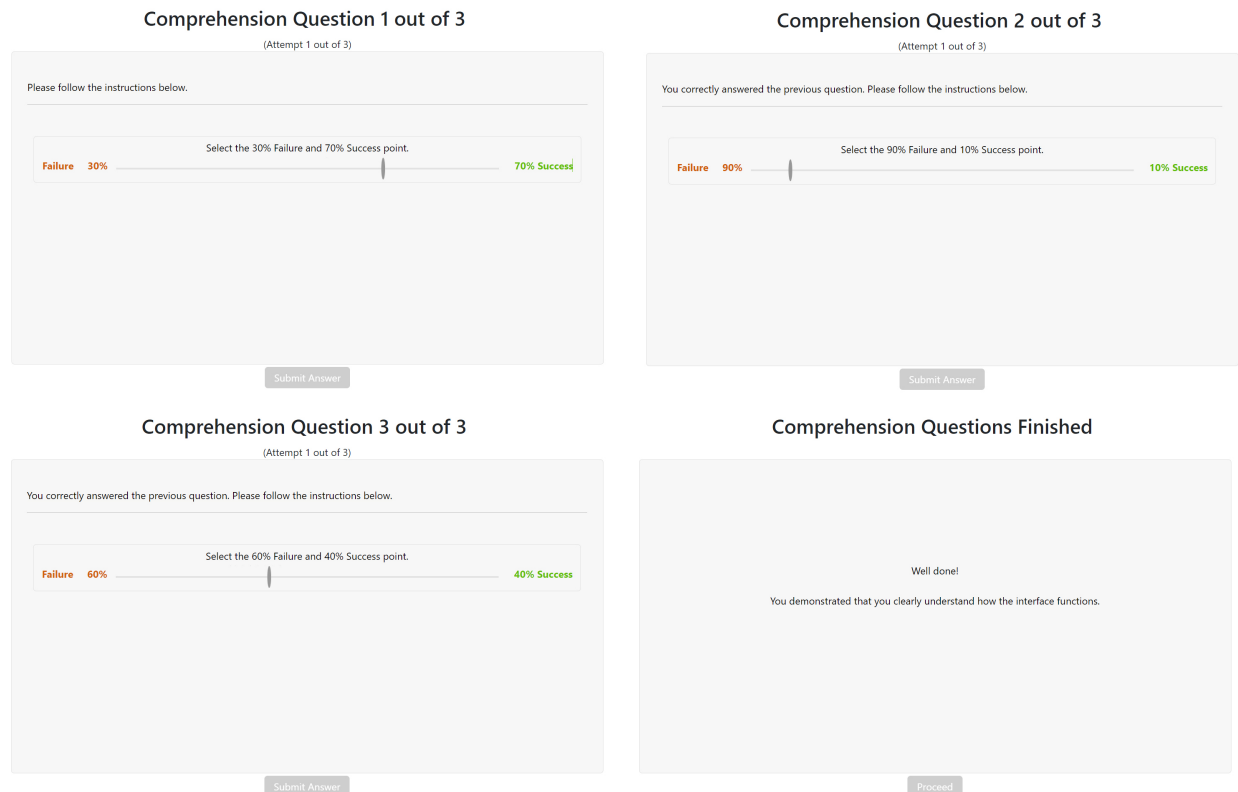 Comprehension Question 1 out of 3
(Attempt 1 out of 3)
Please follow the instructions below.
Select the 30% Failure and 70% Success point.
Failure 30% 70% Success
Submit Answer
Comprehension Question 2 out of 3
(Attempt 1 out of 3)
You correctly answered the previous question. Please follow the instructions below.
Select the 90% Failure and 10% Success point.
Failure 90% 10% Success
Submit Answer
Comprehension Question 3 out of 3
(Attempt 1 out of 3)
You correctly answered the previous question. Please follow the instructions below.
Select the 60% Failure and 40% Success point.
Failure 60% 40% Success
Submit Answer
Comprehension Questions Finished
Well done!
You demonstrated that you clearly understand how the interface functions.
Proceed